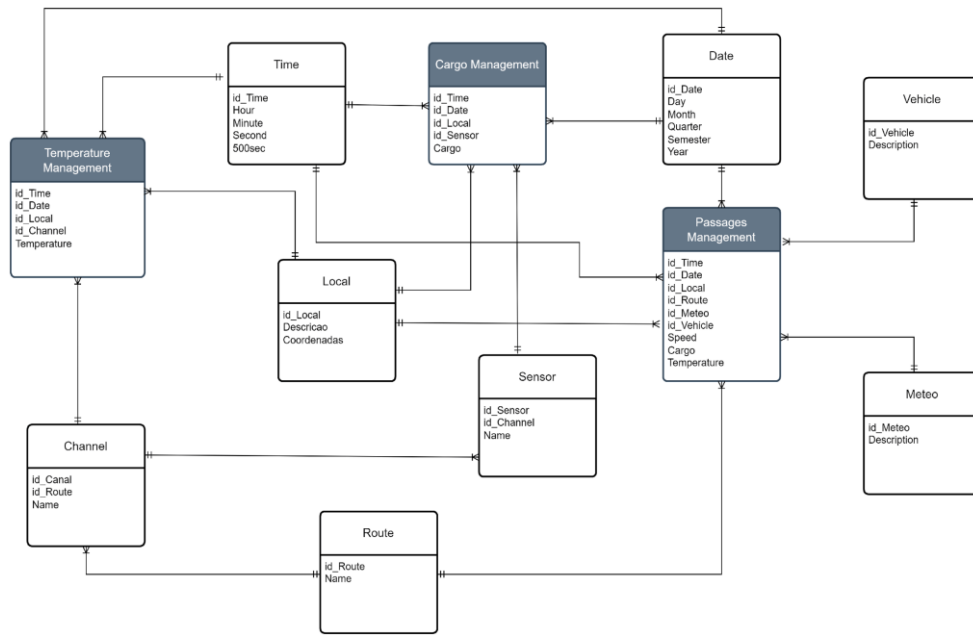 Time
id_Time
Hour
Minute
Second
500sec
Cargo Management
id_Time
id_Date
id_Local
id_Sensor
Cargo
Date
id_Date
Day
Month
Quarter
Semester
Year
Vehicle
id_Vehicle
Description
Temperature
Management
id_Time
id_Date
id_Local
id_Channel
Temperature
Passages
Management
id_Time
id_Date
id_Local
id_Route
id_Meteo
id_Vehicle
Speed
Cargo
Temperature
Local
id_Local
Descricao
Coordenadas
Sensor
id_Sensor
id_Channel
Name
Meteo
id_Meteo
Description
Channel
id_Canal
id_Route
Name
Route
id_Route
Name